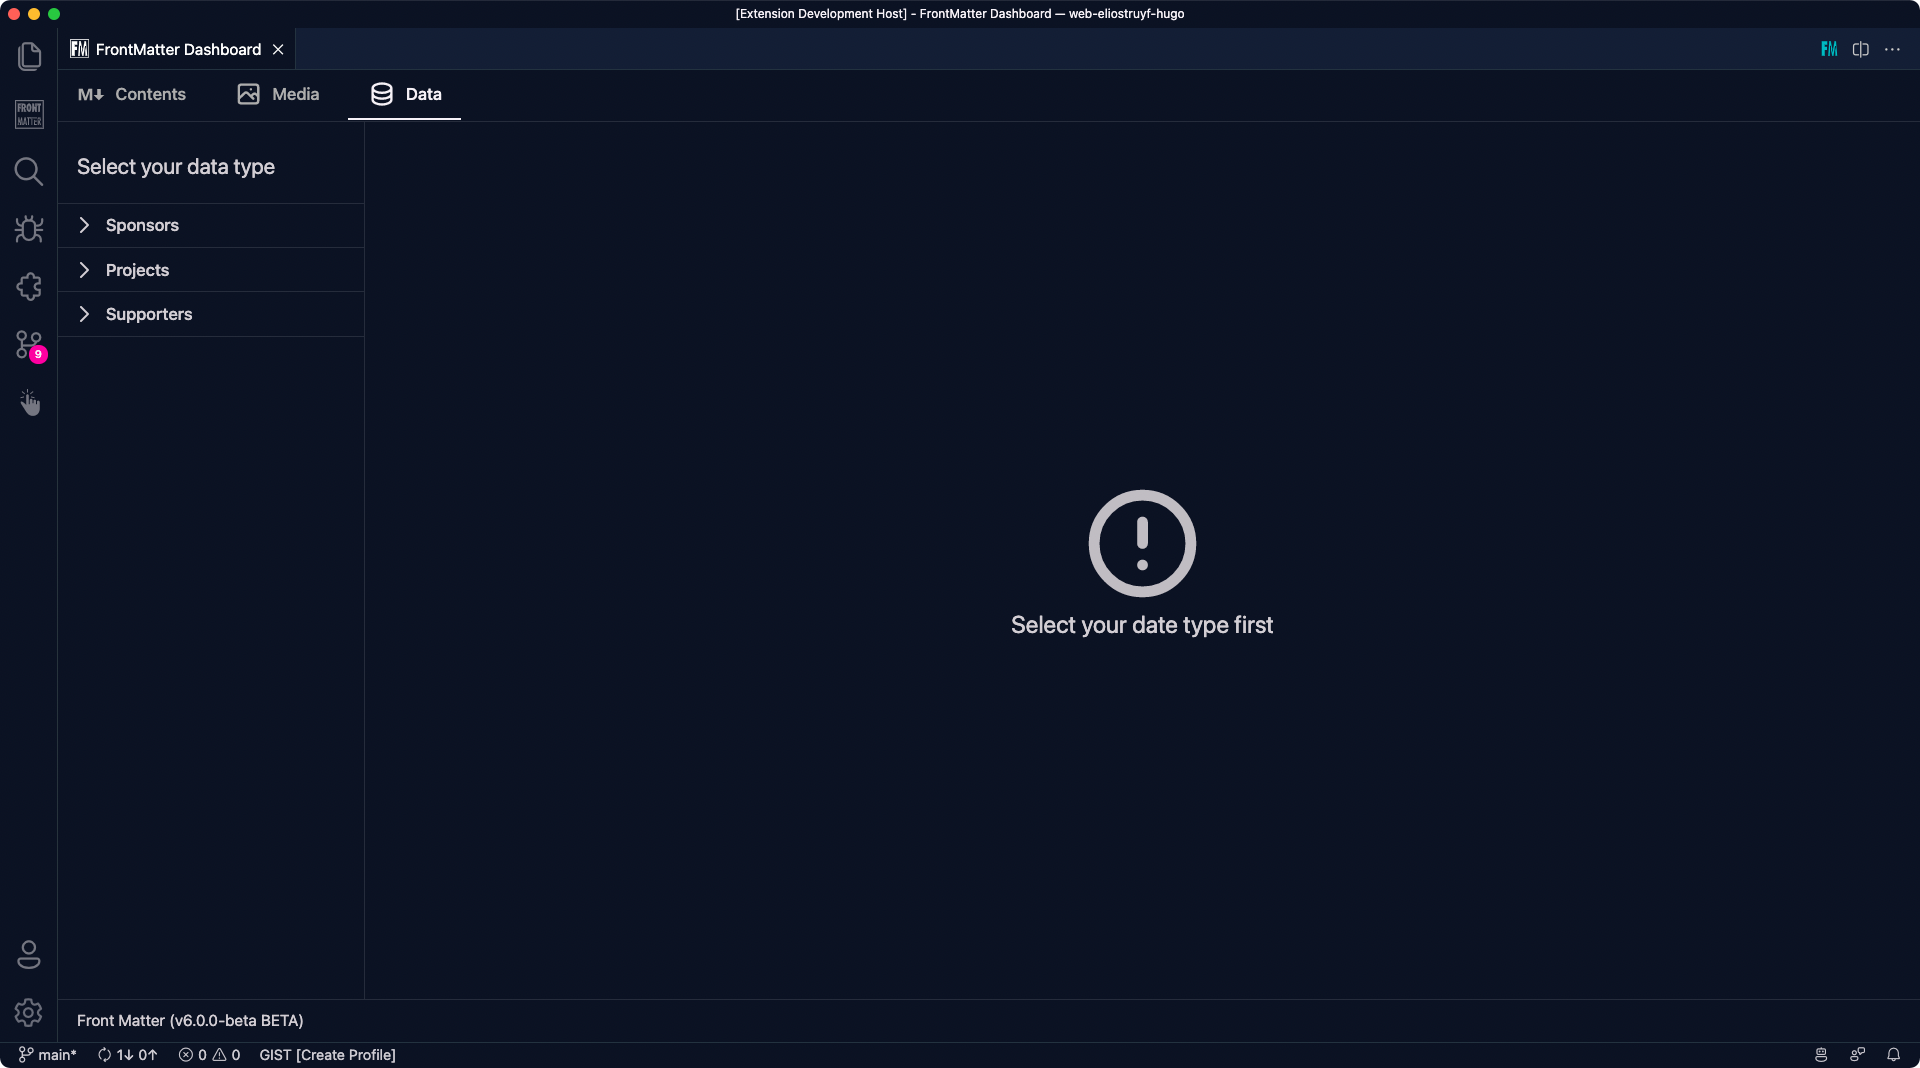 [Extension Development Host] - FrontMatter Dashboard — web-eliostruyf-hugo
FM FrontMatter Dashboard
FM
M Contents
Media
Data
FRONT
MATTER
Select your data type
Sponsors
Projects
Supporters
9
Select your date type first
Front Matter (v6.0.0-beta BETA)
main* 1↓ 0↑ 0 0 GIST [Create Profile]